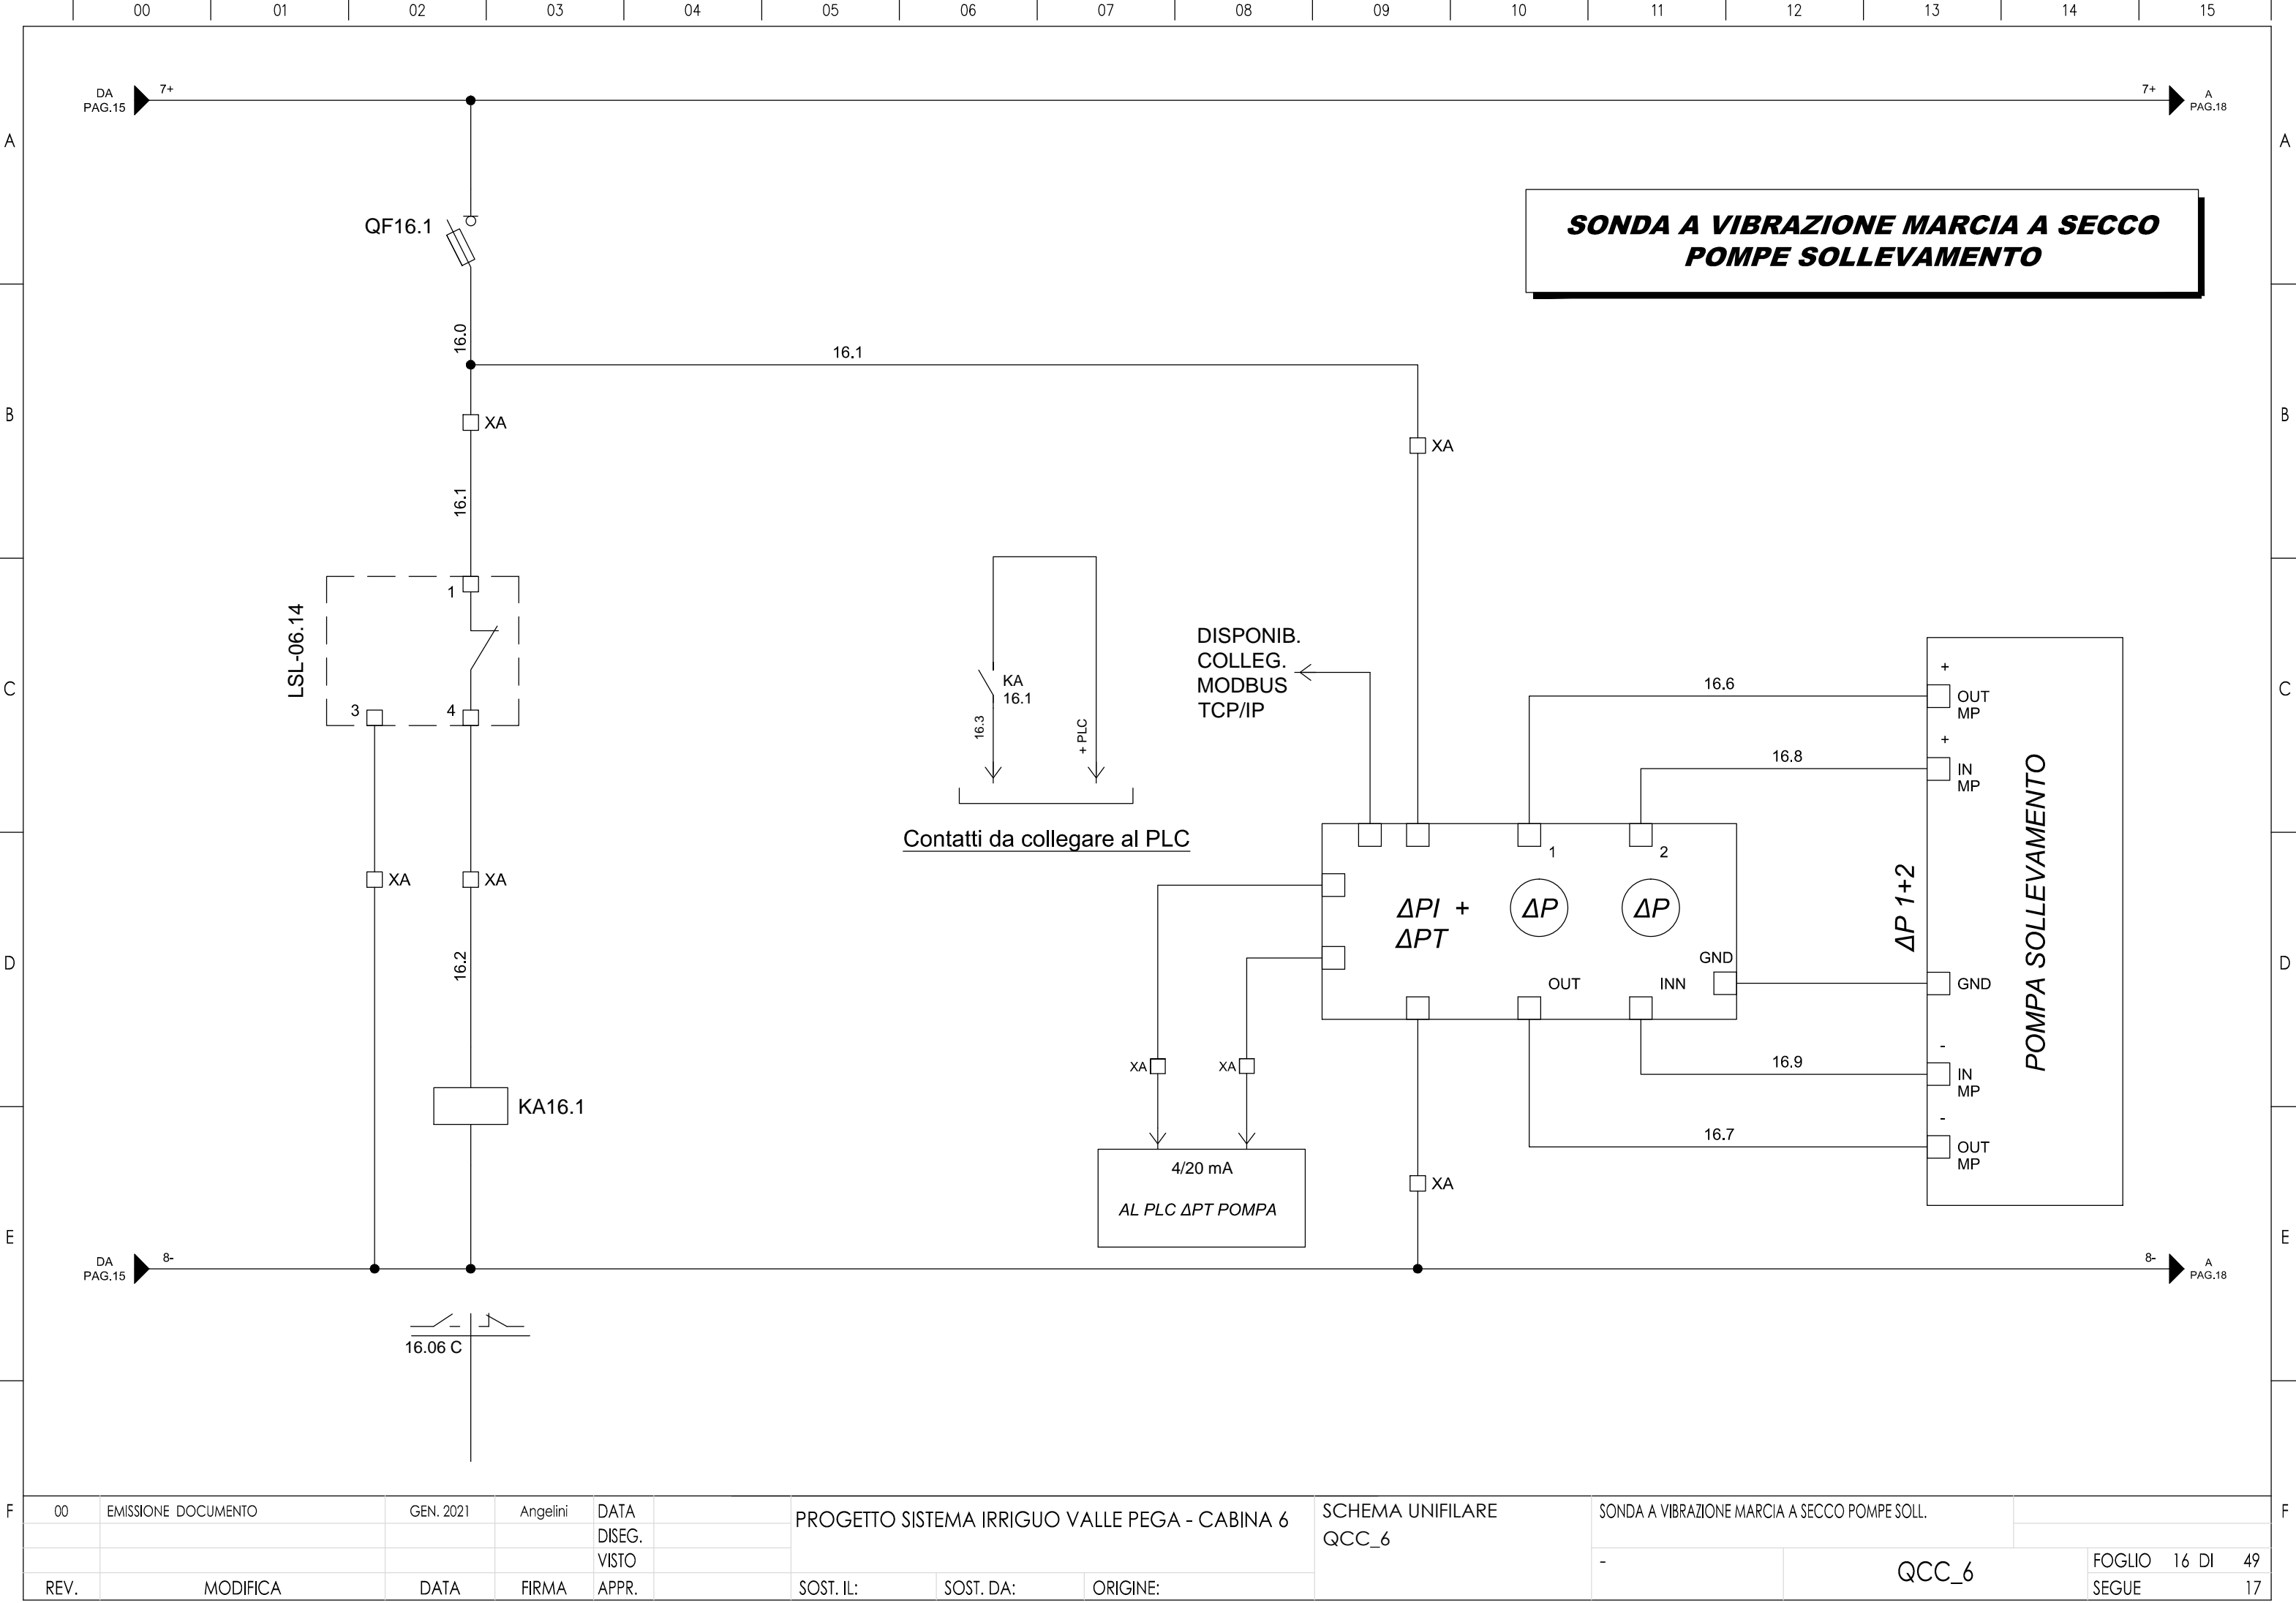 00 01 02 03 04 05 06 07 08 09 10 11 12 13 14 15
DA
PAG.15
7+
7+
A
PAG.18
A
A
QF16.1
SONDA A VIBRAZIONE MARCIA A SECCO
POMPE SOLLEVAMENTO
16.0
16.1
B
B
XA
XA
16.1
LSL-06.14
1
3
4
C
C
KA
16.1
16.3
+ PLC
Contatti da collegare al PLC
DISPONIB.
COLLEG.
MODBUS
TCP/IP
16.6
16.8
+
OUT
MP
+
IN
MP
POMPA SOLLEVAMENTO
ΔP 1+2
1
2
ΔPI +
ΔPT
ΔP
ΔP
GND
OUT
INN
GND
D
D
XA
XA
16.2
XA
XA
16.9
-
IN
MP
16.7
-
OUT
MP
KA16.1
4/20 mA
AL PLC ΔPT POMPA
XA
E
E
DA
PAG.15
8-
8-
A
PAG.18
16.06 C
F
F
00 EMISSIONE DOCUMENTO GEN. 2021 Angelini
REV. MODIFICA DATA FIRMA
DATA
DISEG.
VISTO
APPR.
PROGETTO SISTEMA IRRIGUO VALLE PEGA - CABINA 6
SOST. IL: SOST. DA: ORIGINE:
SCHEMA UNIFILARE
QCC_6
SONDA A VIBRAZIONE MARCIA A SECCO POMPE SOLL.
-
QCC_6
FOGLIO 16 DI 49
SEGUE 17